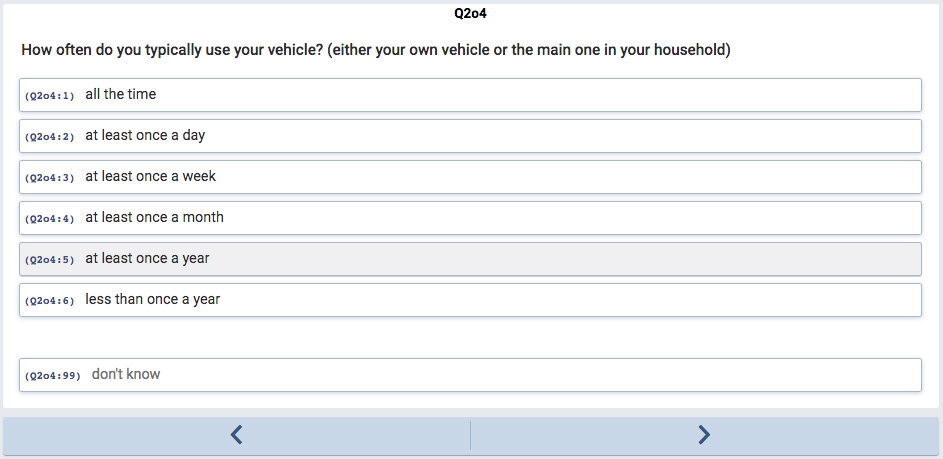 Q2o4
How often do you typically use your vehicle? (either your own vehicle or the main one in your household)
(Q2o4:1) all the time
(Q2o4:2) at least once a day
(Q2o4:3) at least once a week
(Q2o4:4) at least once a month
(Q2o4:5) at least once a year
(Q2o4:6) less than once a year
(Q2o4:99) don't know